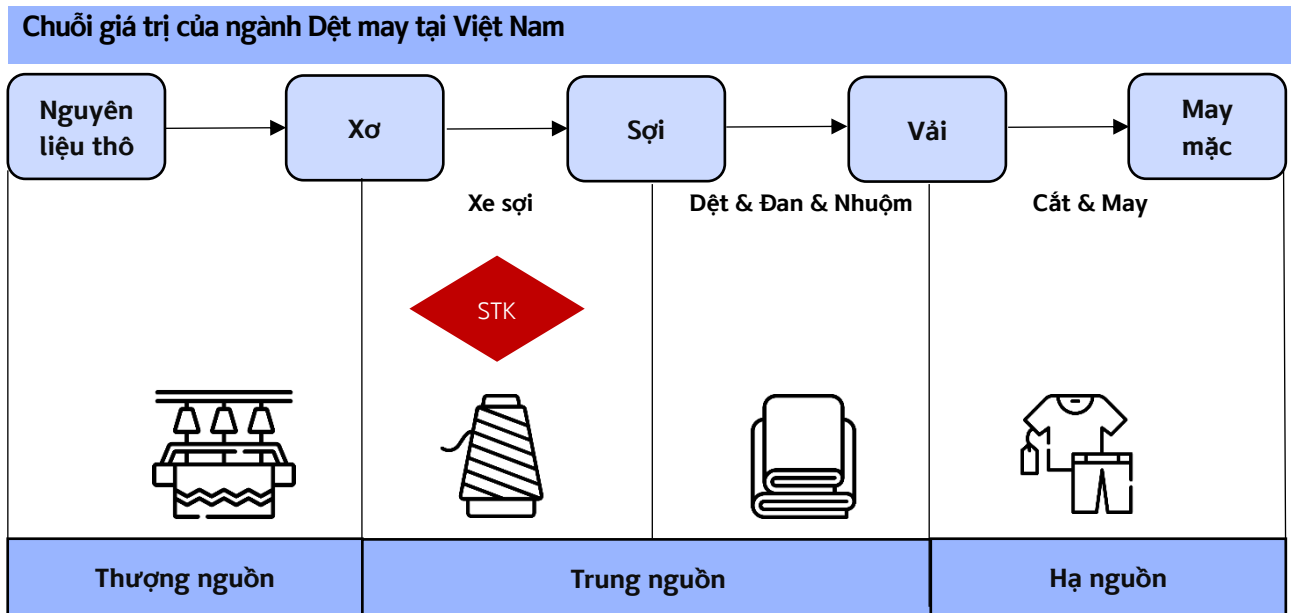 Chuỗi giá trị của ngành Dệt may tại Việt Nam
Nguyên
liệu thô
Xơ
Sợi
Vải
May
mặc
Xe sợi
Dệt & Đan & Nhuộm
Cắt & May
STK
Thượng nguồn
Trung nguồn
Hạ nguồn